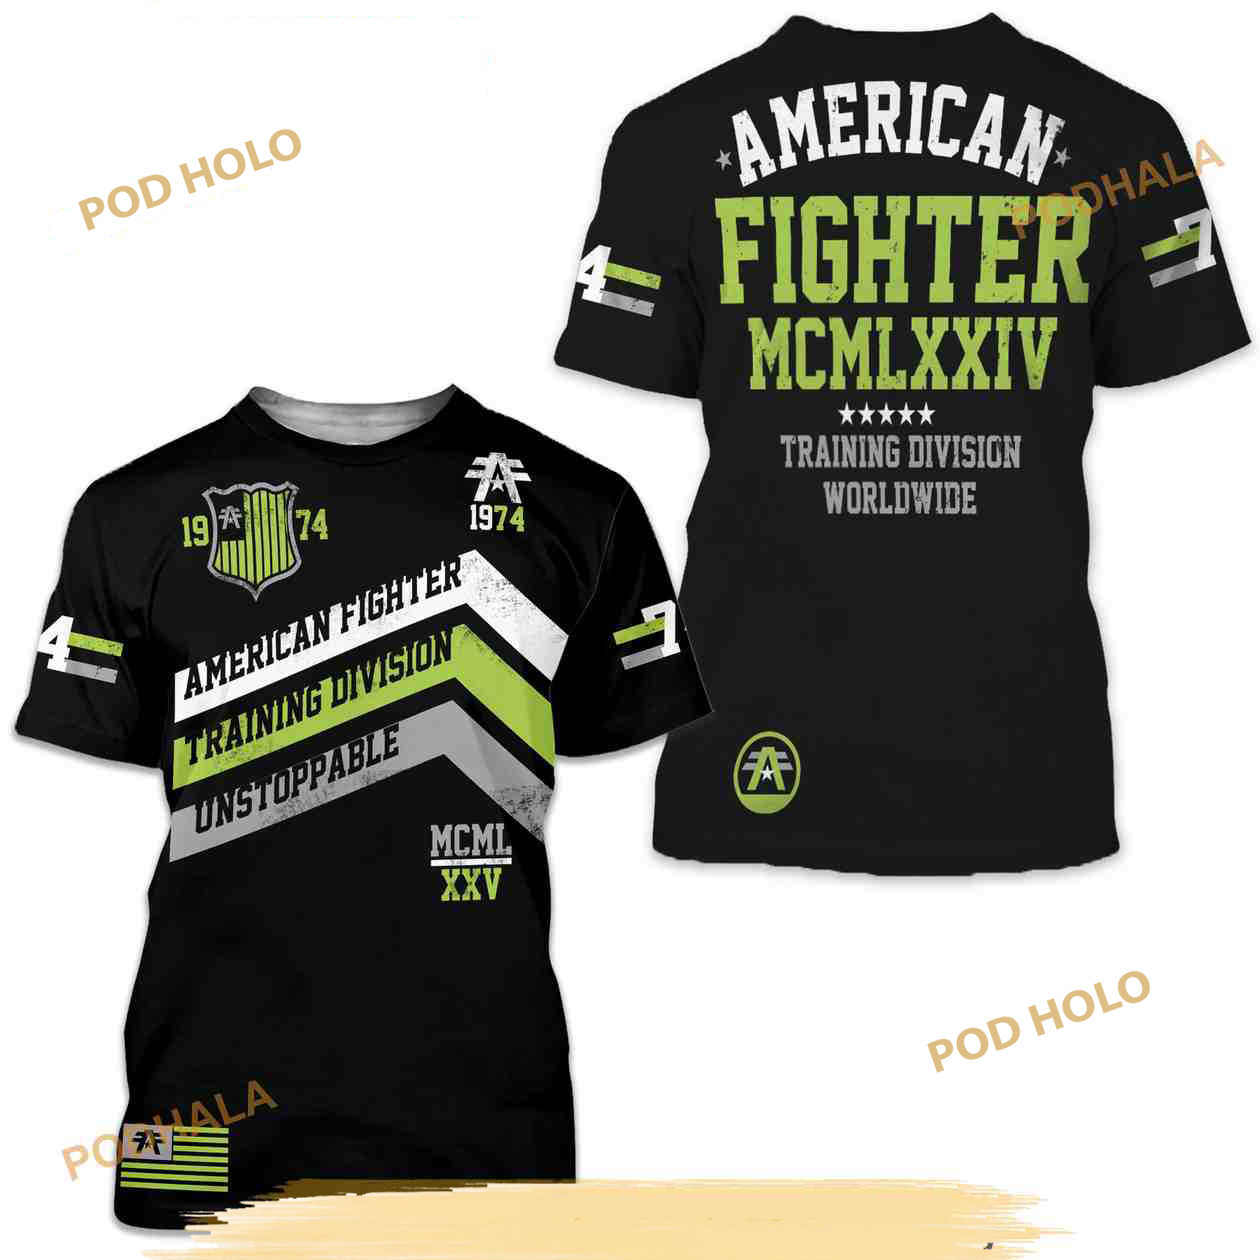 POD HOLO
AMERICAN
PODHALA
FIGHTER
MCMLXXIV
TRAINING DIVISION
WORLDWIDE
4
7
A
1974
19 74
AMERICAN FIGHTER
TRAINING DIVISION
UNSTOPPABLE
4
7
MCML
XXV
POD HOLO
PODHALA